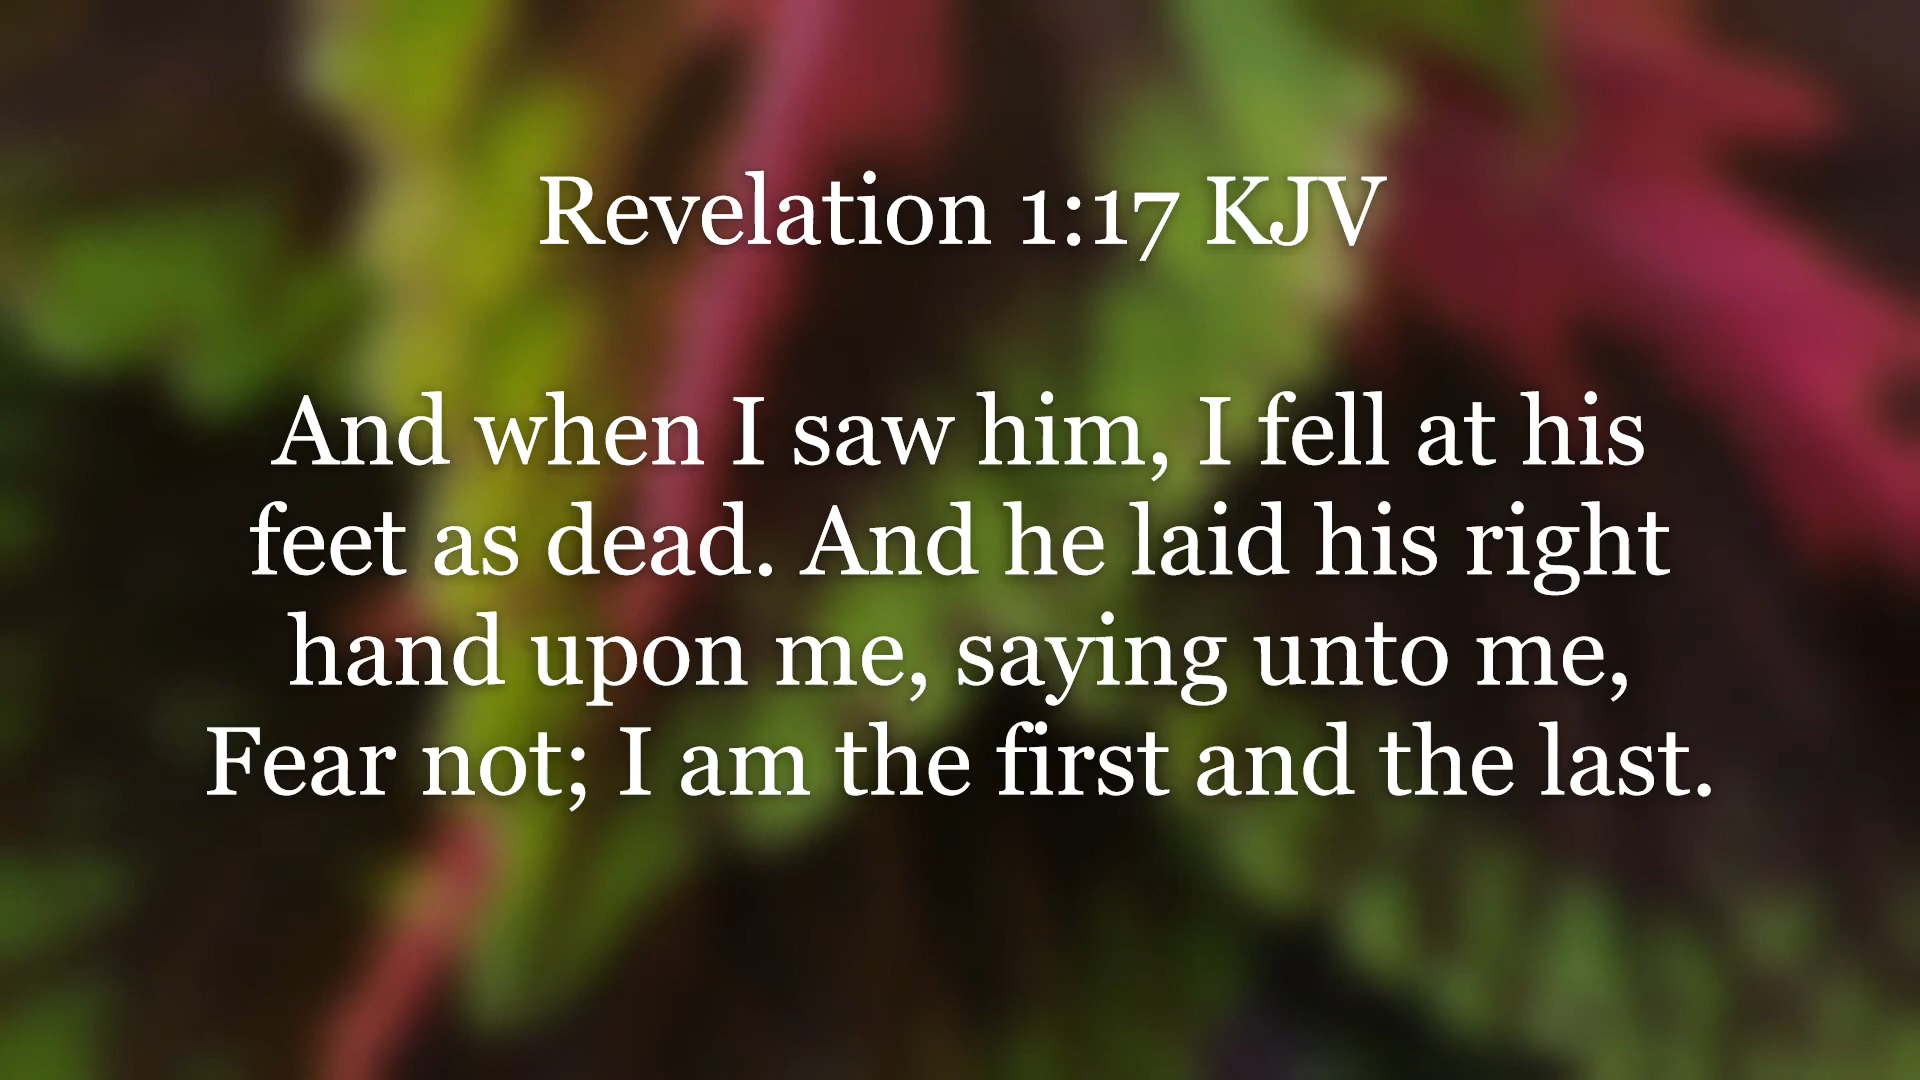 Revelation 1:17 KJV
And when I saw him, I fell at his
feet as dead. And he laid his right
hand upon me, saying unto me,
Fear not; I am the first and the last.